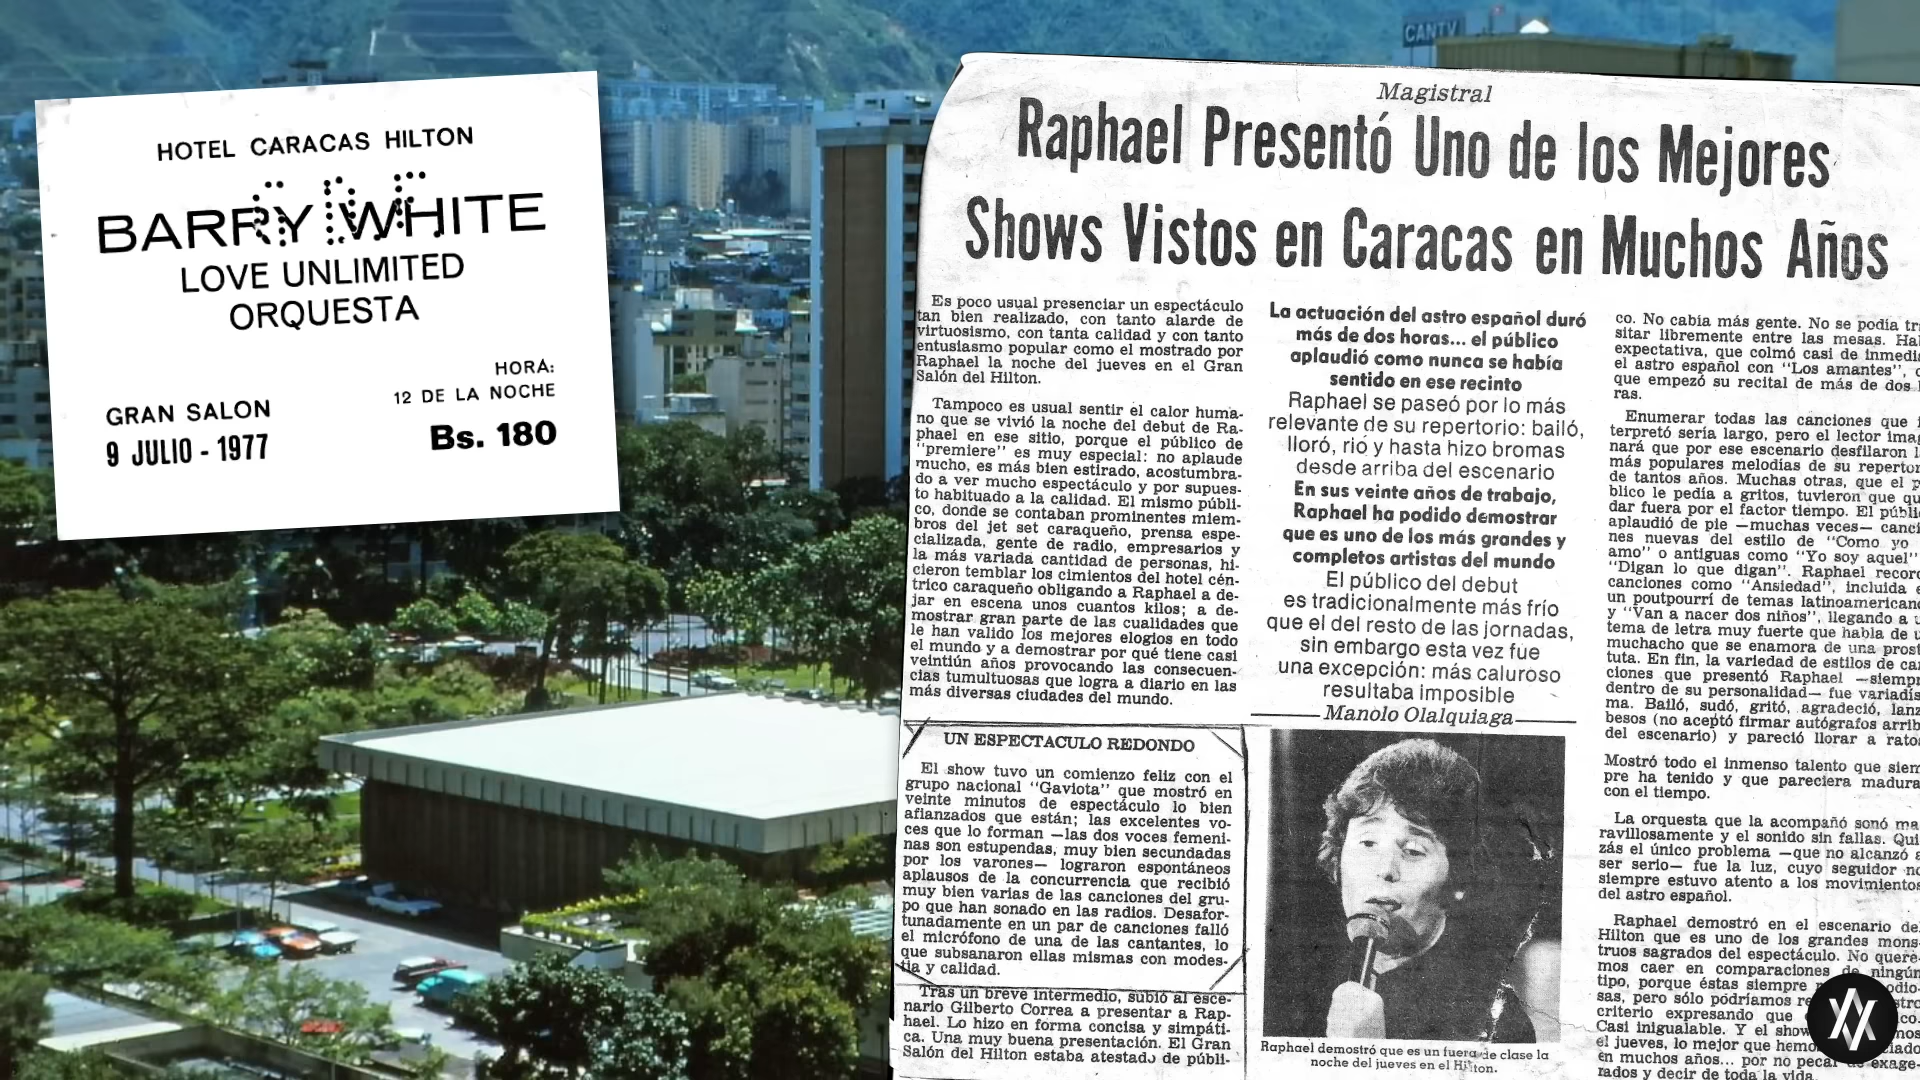 CANTV
HOTEL CARACAS HILTON
BARRY WHITE
LOVE UNLIMITED
ORQUESTA
HORA:
12 DE LA NOCHE
GRAN SALON
9 JULIO - 1977
Bs. 180
Magistral
Raphael Presentó Uno de los Mejores
Shows Vistos en Caracas en Muchos Años
Es poco usual presenciar un espectáculo
tan bien realizado, con tanto alarde de
virtuosismo, con tanta calidad y con tanto
entusiasmo popular como el mostrado por
Raphael la noche del jueves en el Gran
Salón del Hilton.
Tampoco es usual sentir el calor huma-
no que se vivió la noche del debut de Ra-
phael en ese sitio, porque el público de
"premiere" es muy especial: no aplaude
mucho, es más bien estirado, acostumbra-
do a ver mucho espectáculo y por supues-
to habituado a la calidad. El mismo públi-
co, donde se contaban prominentes miem-
bros del jet set caraqueño, prensa espe-
cializada, gente de radio, empresarios y
la más variada cantidad de personas, hi-
cieron temblar los cimientos del hotel cén-
trico caraqueño obligando a Raphael a de-
jar en escena unos cuantos kilos; a de-
mostrar gran parte de las cualidades que
le han valido los mejores elogios en todo
el mundo y a demostrar por qué tiene casi
veintiún años provocando las consecuen-
cias tumultuosas que logra a diario en las
más diversas ciudades del mundo.
UN ESPECTACULO REDONDO
El show tuvo un comienzo feliz con el
grupo nacional "Gaviota" que mostró en
veinte minutos de espectáculo lo bien
afianzados que están; las excelentes vo-
ces que lo forman —las dos voces femeni-
nas son estupendas, muy bien secundadas
por los varones— lograron espontáneos
aplausos de la concurrencia que recibió
muy bien varias de las canciones del gru-
po que han sonado en las radios. Desafor-
tunadamente en un par de canciones falló
el micrófono de una de las cantantes, lo
que subsanaron ellas mismas con modes-
tia y calidad.
Tras un breve intermedio, subió al esce-
nario Gilberto Correa a presentar a Rap-
hael. Lo hizo en forma concisa y simpáti-
ca. Una muy buena presentación. El Gran
Salón del Hilton estaba atestado de públi-
La actuación del astro español duró
más de dos horas... el público
aplaudió como nunca se había
sentido en ese recinto
Raphael se paseó por lo más
relevante de su repertorio: bailó,
lloró, rió y hasta hizo bromas
desde arriba del escenario
En sus veinte años de trabajo,
Raphael ha podido demostrar
que es uno de los más grandes y
completos artistas del mundo
El público del debut
es tradicionalmente más frío
que el del resto de las jornadas,
sin embargo esta vez fue
una excepción: más caluroso
resultaba imposible
Manolo Olalquiaga
Raphael demostró que es un fuera de clase la
noche del jueves en el Hilton.
co. No cabía más gente. No se podía
sitar libremente entre las mesas.
expectativa, que colmó casi de
el astro español con "Los amantes",
que empezó su recital de más de dos
ras.
Enumerar todas las canciones que
terpretó sería largo, pero el lector
nará que por ese escenario desfilaron
más populares melodías de su
de tantos años. Muchas otras, que el
blico le pedía a gritos, tuvieron que
dar fuera por el factor tiempo. El
aplaudió de pie —muchas veces—
nes nuevas del estilo de "Como yo
amo" o antiguas como "Yo soy aquel"
"Digan lo que digan". Raphael
canciones como "Ansiedad", incluida
un poutpourrí de temas
y "Van a nacer dos niños", llegando a
tema de letra muy fuerte que habla de
muchacho que se enamora de una
tuta. En fin, la variedad de estilos de
ciones que presentó Raphael
dentro de su personalidad— fue
ma. Bailó, sudó, gritó, agradeció,
besos (no aceptó firmar autógrafos
del escenario) y pareció llorar a
Mostró todo el inmenso talento que siem
pre ha tenido y que pareciera madura
con el tiempo.
La orquesta que la acompañó sonó ma
ravillosamente y el sonido sin fallas. Qui
zás el único problema —que no alcanzó a
ser serio— fue la luz, cuyo seguidor no
siempre estuvo atento a los movimientos
del astro español.
Raphael demostró en el escenario de
Hilton que es uno de los grandes mons-
truos sagrados del espectáculo. No quere-
mos caer en comparaciones de ningún
tipo, porque éstas siempre
sas, pero sólo podríamos
criterio expresando que
Casi inigualable. Y el show
el jueves, lo mejor que
en muchos años... por no pecar de exage-
rados y decir de toda la vida.